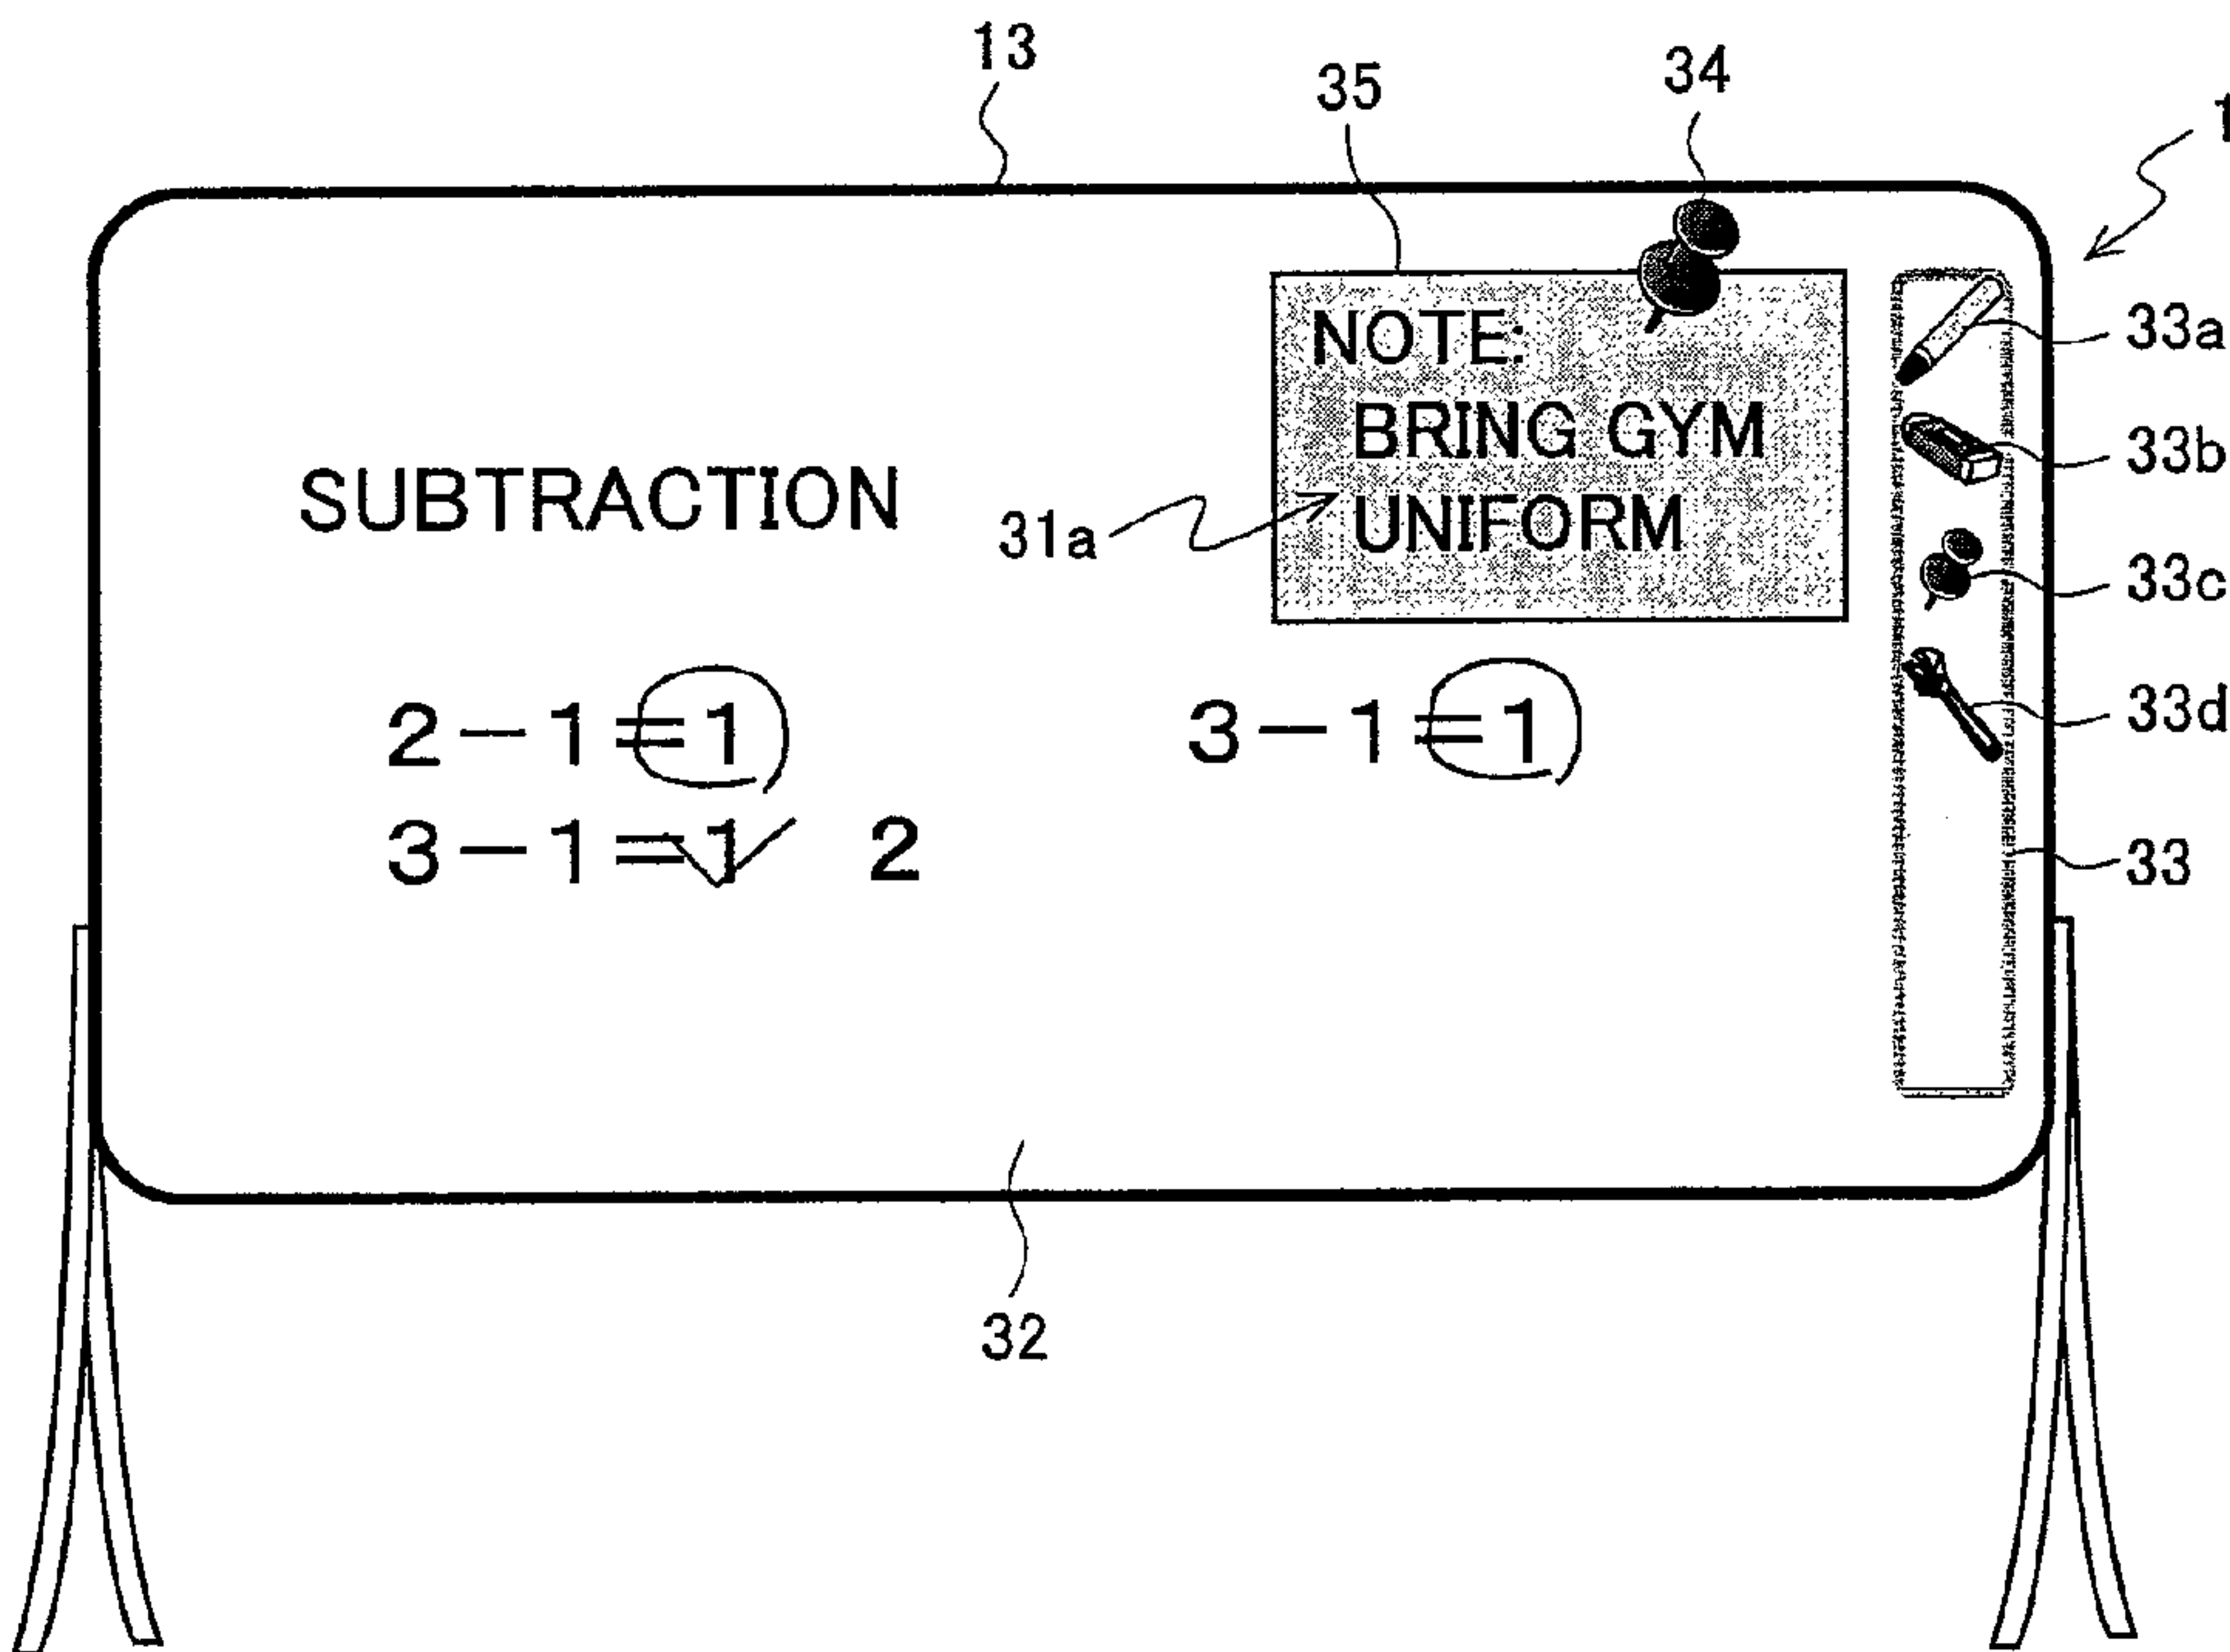 13
35
34
1
NOTE:
BRING GYM
UNIFORM
33a
33b
SUBTRACTION
31a
33c
2-1=1
3-1=1
33d
3-1=1 2
33
32